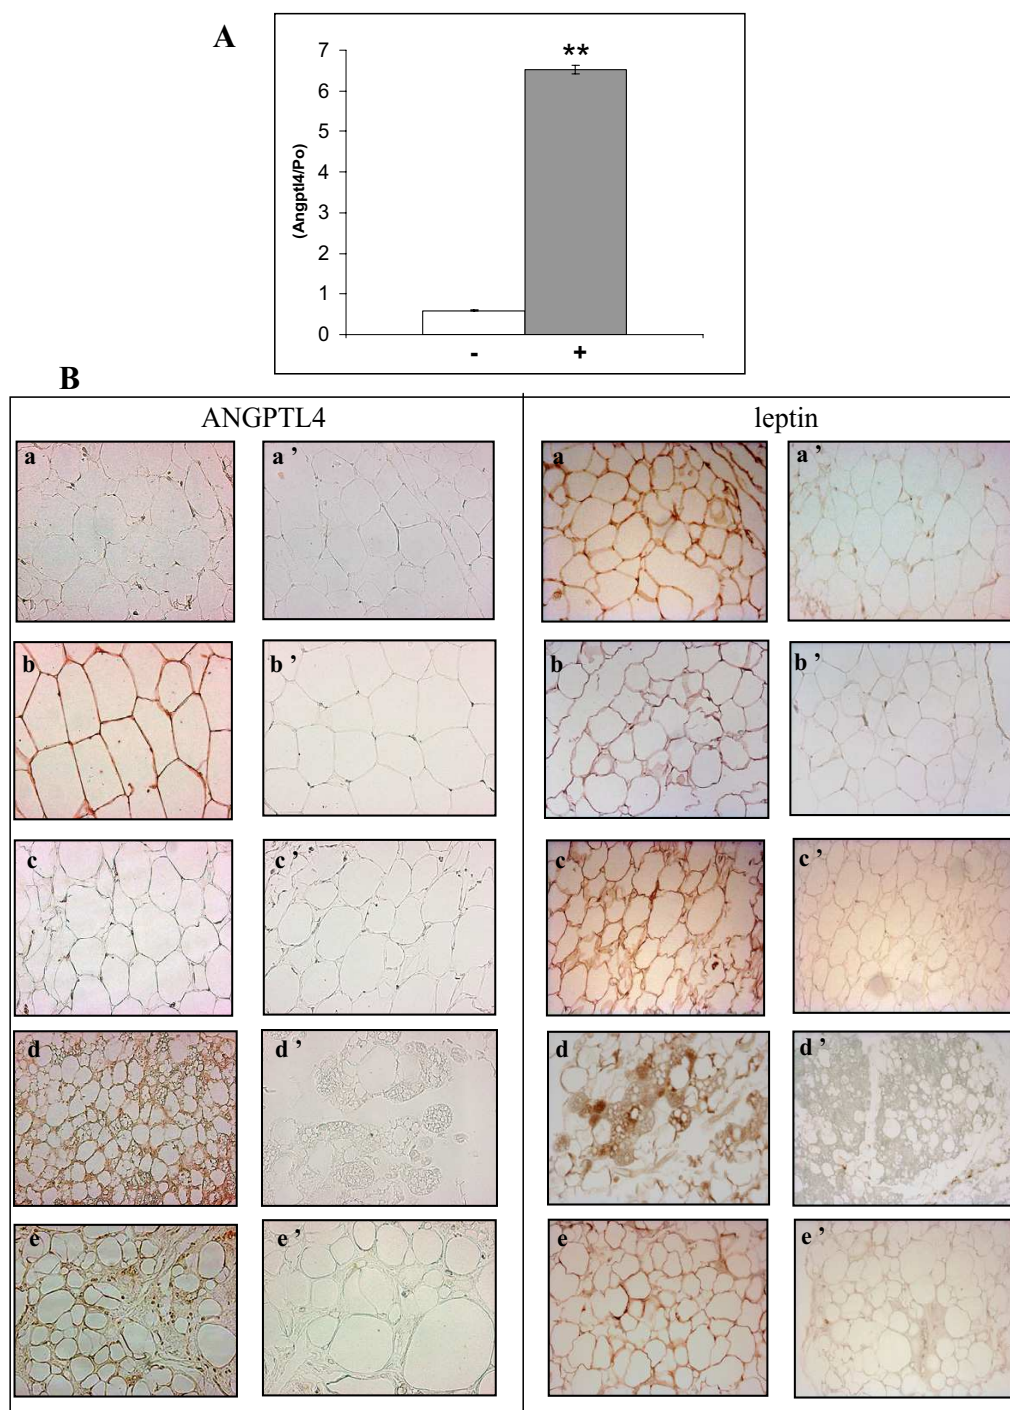 A
7
**
6
5
4
3
2
1
0
(Angptl4/Po)
- +
B
ANGPTL4 leptin
a a ’ a a ’
b b ’ b b ’
c c ’ c c ’
d d ’ d d ’
e e ’ e e ’